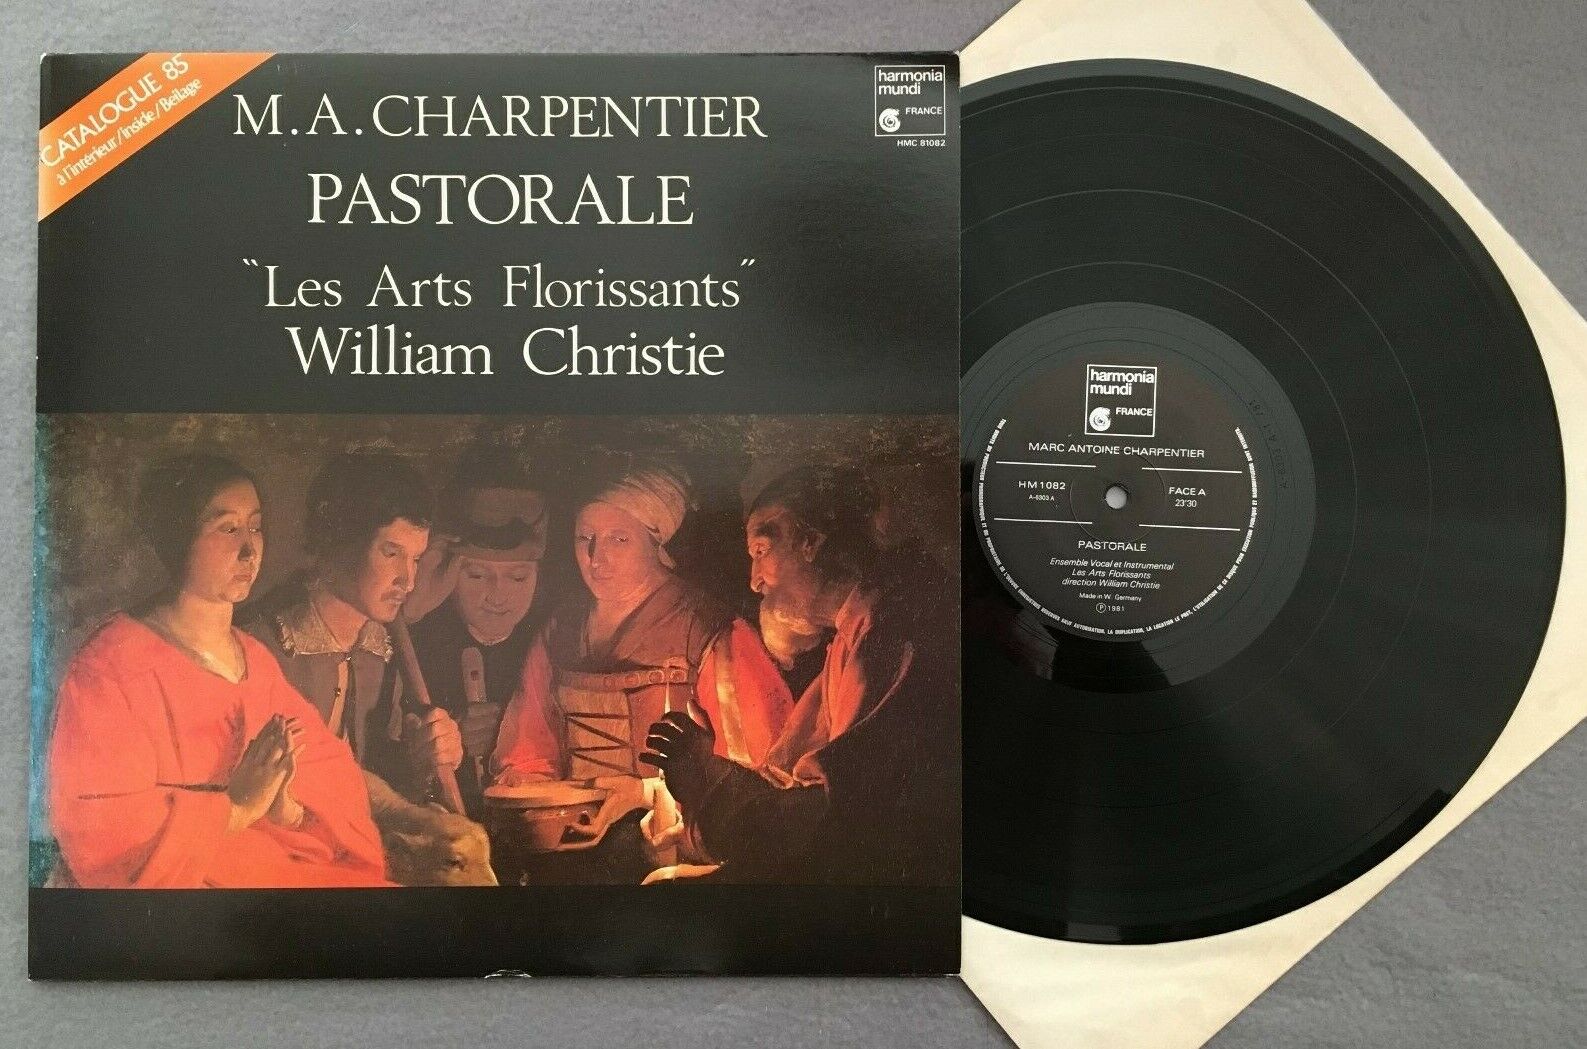 CATALOGUE 85
à l'intérieur/inside/Beilage
M.A. CHARPENTIER
PASTORALE
"Les Arts Florissants"
William Christie
harmonia
mundi
FRANCE
HMC 81082
harmonia
mundi
FRANCE
MARC ANTOINE CHARPENTIER
HM 1082
A-6303 A
FACE A
23'30
PASTORALE
Ensemble Vocal et Instrumental
Les Arts Florissants
direction William Christie
Made in W. Germany
Ⓟ 1981